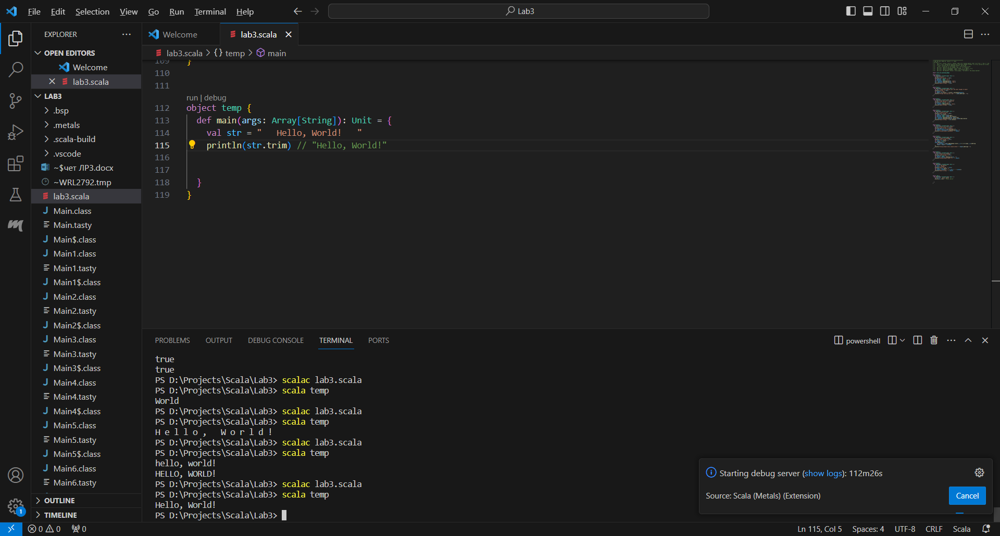 File Edit Selection View Go Run Terminal Help
Lab3
EXPLORER
OPEN EDITORS
Welcome
lab3.scala
LAB3
.bsp
.metals
.scala-build
.vscode
~$чет ЛР3.docx
~WRL2792.tmp
lab3.scala
Main.class
Main.tasty
Main$.class
Main1.class
Main1.tasty
Main1$.class
Main2.class
Main2.tasty
Main2$.class
Main3.class
Main3.tasty
Main3$.class
Main4.class
Main4.tasty
Main4$.class
Main5.class
Main5.tasty
Main5$.class
Main6.class
Main6.tasty
OUTLINE
TIMELINE
Welcome
lab3.scala
lab3.scala > {} temp > main
109 }
110
111
run | debug
112 object temp {
113 def main(args: Array[String]): Unit = {
114 val str = "   Hello, World!   "
115 println(str.trim) // "Hello, World!"
116
117
118 }
119 }
PROBLEMS OUTPUT DEBUG CONSOLE TERMINAL PORTS
powershell
true
true
PS D:\Projects\Scala\Lab3> scalac lab3.scala
PS D:\Projects\Scala\Lab3> scala temp
World
PS D:\Projects\Scala\Lab3> scalac lab3.scala
PS D:\Projects\Scala\Lab3> scala temp
H e l l o ,   W o r l d !
PS D:\Projects\Scala\Lab3> scalac lab3.scala
PS D:\Projects\Scala\Lab3> scala temp
hello, world!
HELLO, WORLD!
PS D:\Projects\Scala\Lab3> scalac lab3.scala
PS D:\Projects\Scala\Lab3> scala temp
Hello, World!
PS D:\Projects\Scala\Lab3>
Starting debug server (show logs): 112m26s
Source: Scala (Metals) (Extension)
Cancel
1
0 0 0
Ln 115, Col 5 Spaces: 4 UTF-8 CRLF Scala